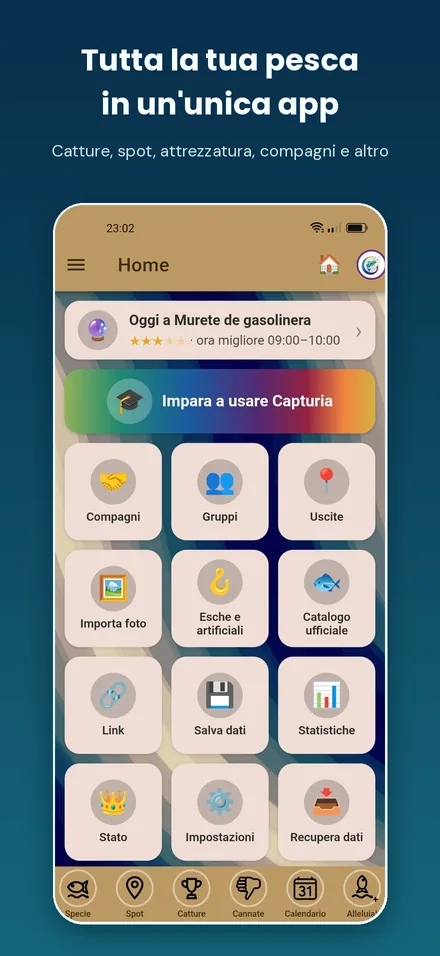 Tutta la tua pesca
in un'unica app
Catture, spot, attrezzatura, compagni e altro
23:02
Home
Oggi a Murete de gasolinera
★★★★★ · ora migliore 09:00–10:00
Impara a usare Capturia
Compagni
Gruppi
Uscite
Importa foto
Esche e
artificiali
Catalogo
ufficiale
Link
Salva dati
Statistiche
Stato
Impostazioni
Recupera dati
31
Specie
Spot
Catture
Cannate
Calendario
Alleluia!